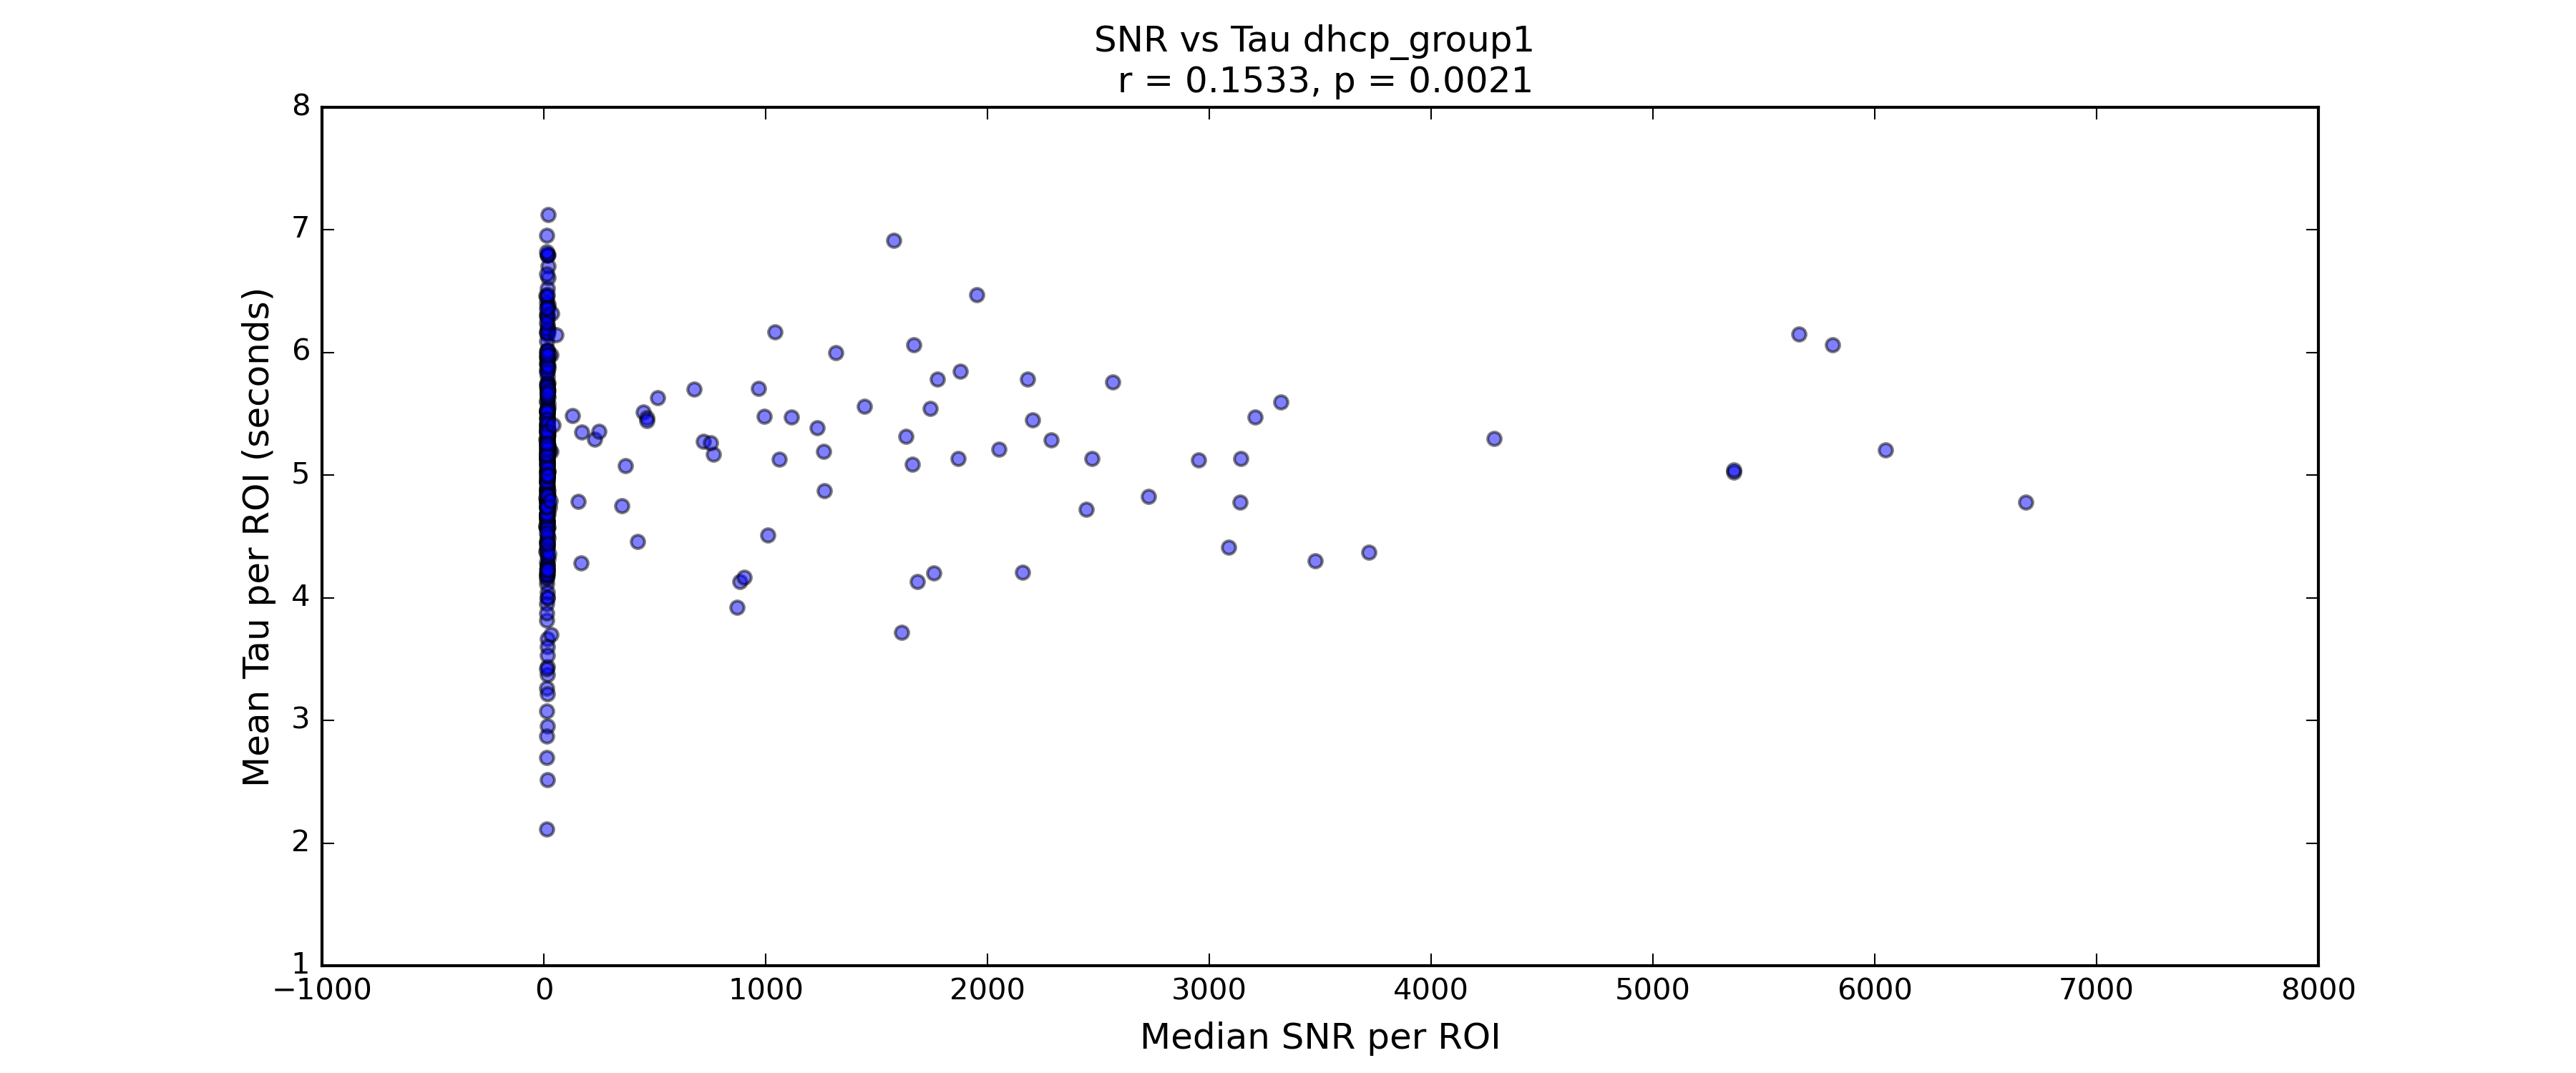 SNR vs Tau dhcp_group1
r = 0.1533, p = 0.0021
8
7
6
5
4
3
2
1
Mean Tau per ROI (seconds)
−1000 0 1000 2000 3000 4000 5000 6000 7000 8000
Median SNR per ROI